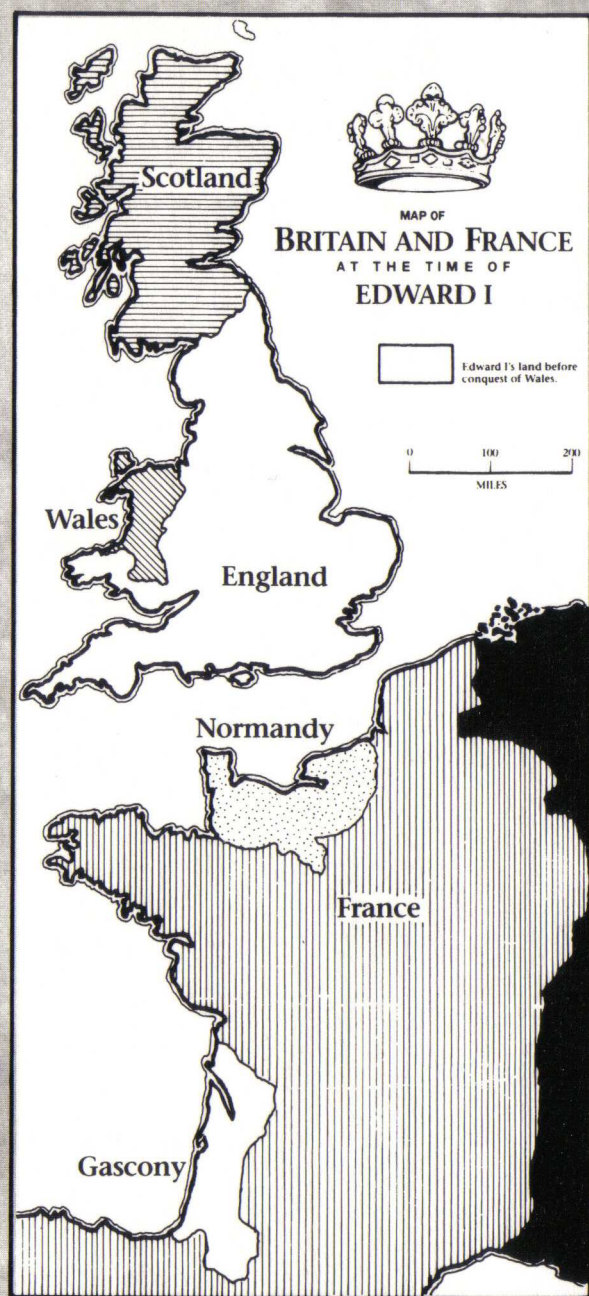 MAP OF
BRITAIN AND FRANCE
AT THE TIME OF
EDWARD I
Edward I's land before
conquest of Wales.
0 100 200
MILES
Scotland
Wales
England
Normandy
France
Gascony